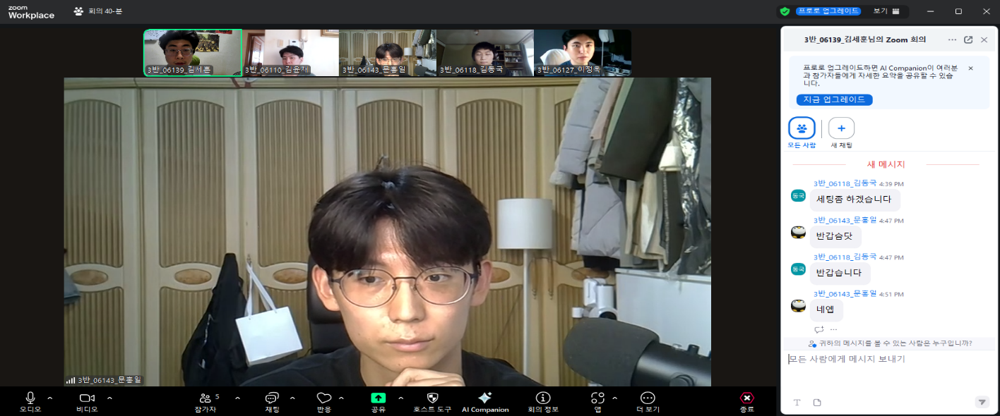 zoom
Workplace
회의 40-분
프로로 업그레이드
보기
3반_06139_김세훈
3반_06110_김윤재
3반_06143_문홍일
3반_06118_김동국
3반_06127_이정욱
3반_06143_문홍일
3반_06139_김세훈님의 Zoom 회의
프로로 업그레이드하면 AI Companion이 여러분
과 참가자들에게 자세한 요약을 공유할 수 있습
니다.
지금 업그레이드
모든 사람
새 채팅
새 메시지
3반_06118_김동국 4:39 PM
동국
세팅좀 하겠습니다
3반_06143_문홍일 4:47 PM
반갑슴닷
3반_06118_김동국 4:47 PM
동국
반갑습니다
3반_06143_문홍일 4:51 PM
네엡
귀하의 메시지를 볼 수 있는 사람은 누구입니까?
모든 사람에게 메시지 보내기
오디오
비디오
참가자
5
채팅
반응
공유
호스트 도구
AI Companion
회의 정보
앱
더 보기
종료